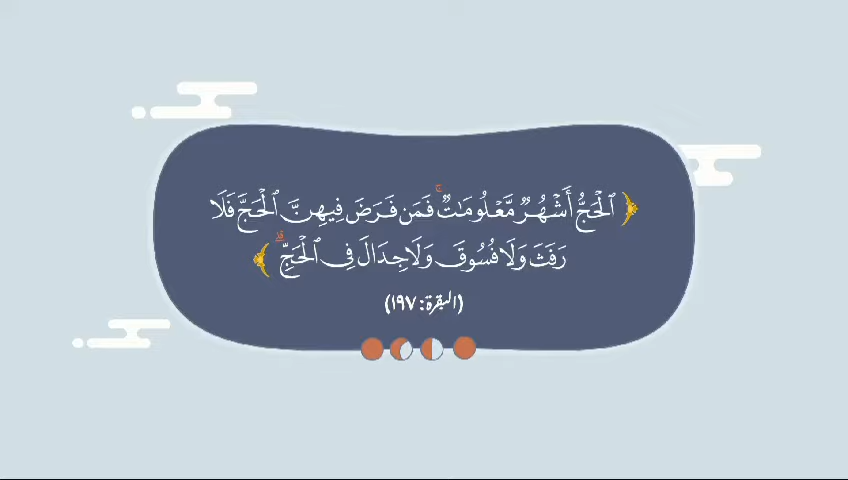 ﴿ ٱلْحَجُّ أَشْهُرٌ مَّعْلُومَٰتٌ ۚ فَمَن فَرَضَ فِيهِنَّ ٱلْحَجَّ فَلَا
رَفَثَ وَلَا فُسُوقَ وَلَا جِدَالَ فِى ٱلْحَجِّ ۗ ﴾
(البقرة: ١٩٧)